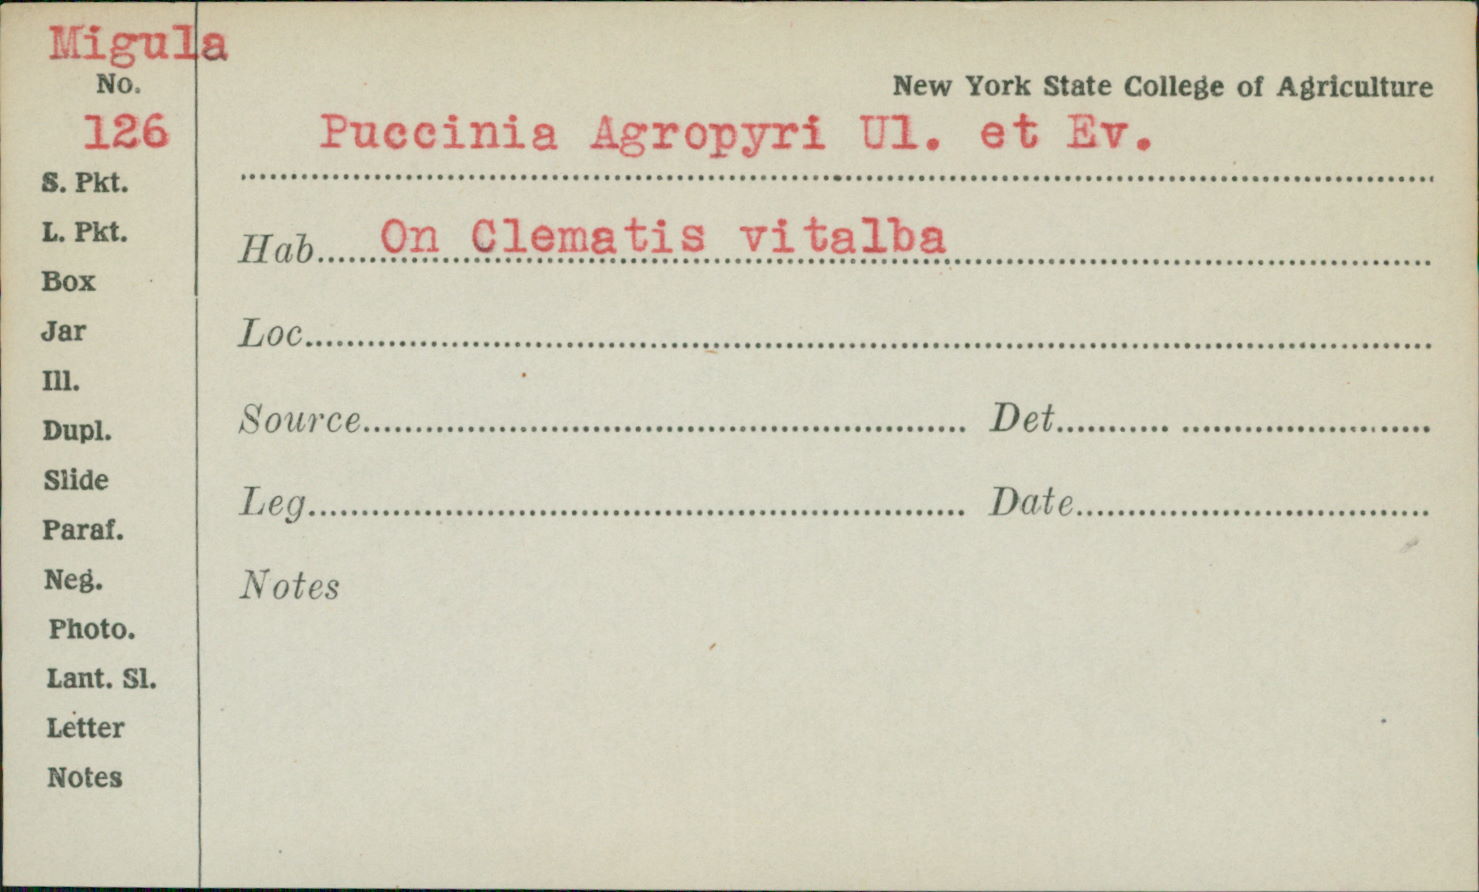 Migula
No.
New York State College of Agriculture
126
Puccinia Agropyri Ul. et Ev.
S. Pkt.
L. Pkt.
Hab. On Clematis vitalba
Box
Jar
Loc.
Ill.
Dupl.
Source Det.
Slide
Leg. Date
Paraf.
Neg.
Notes
Photo.
Lant. Sl.
Letter
Notes